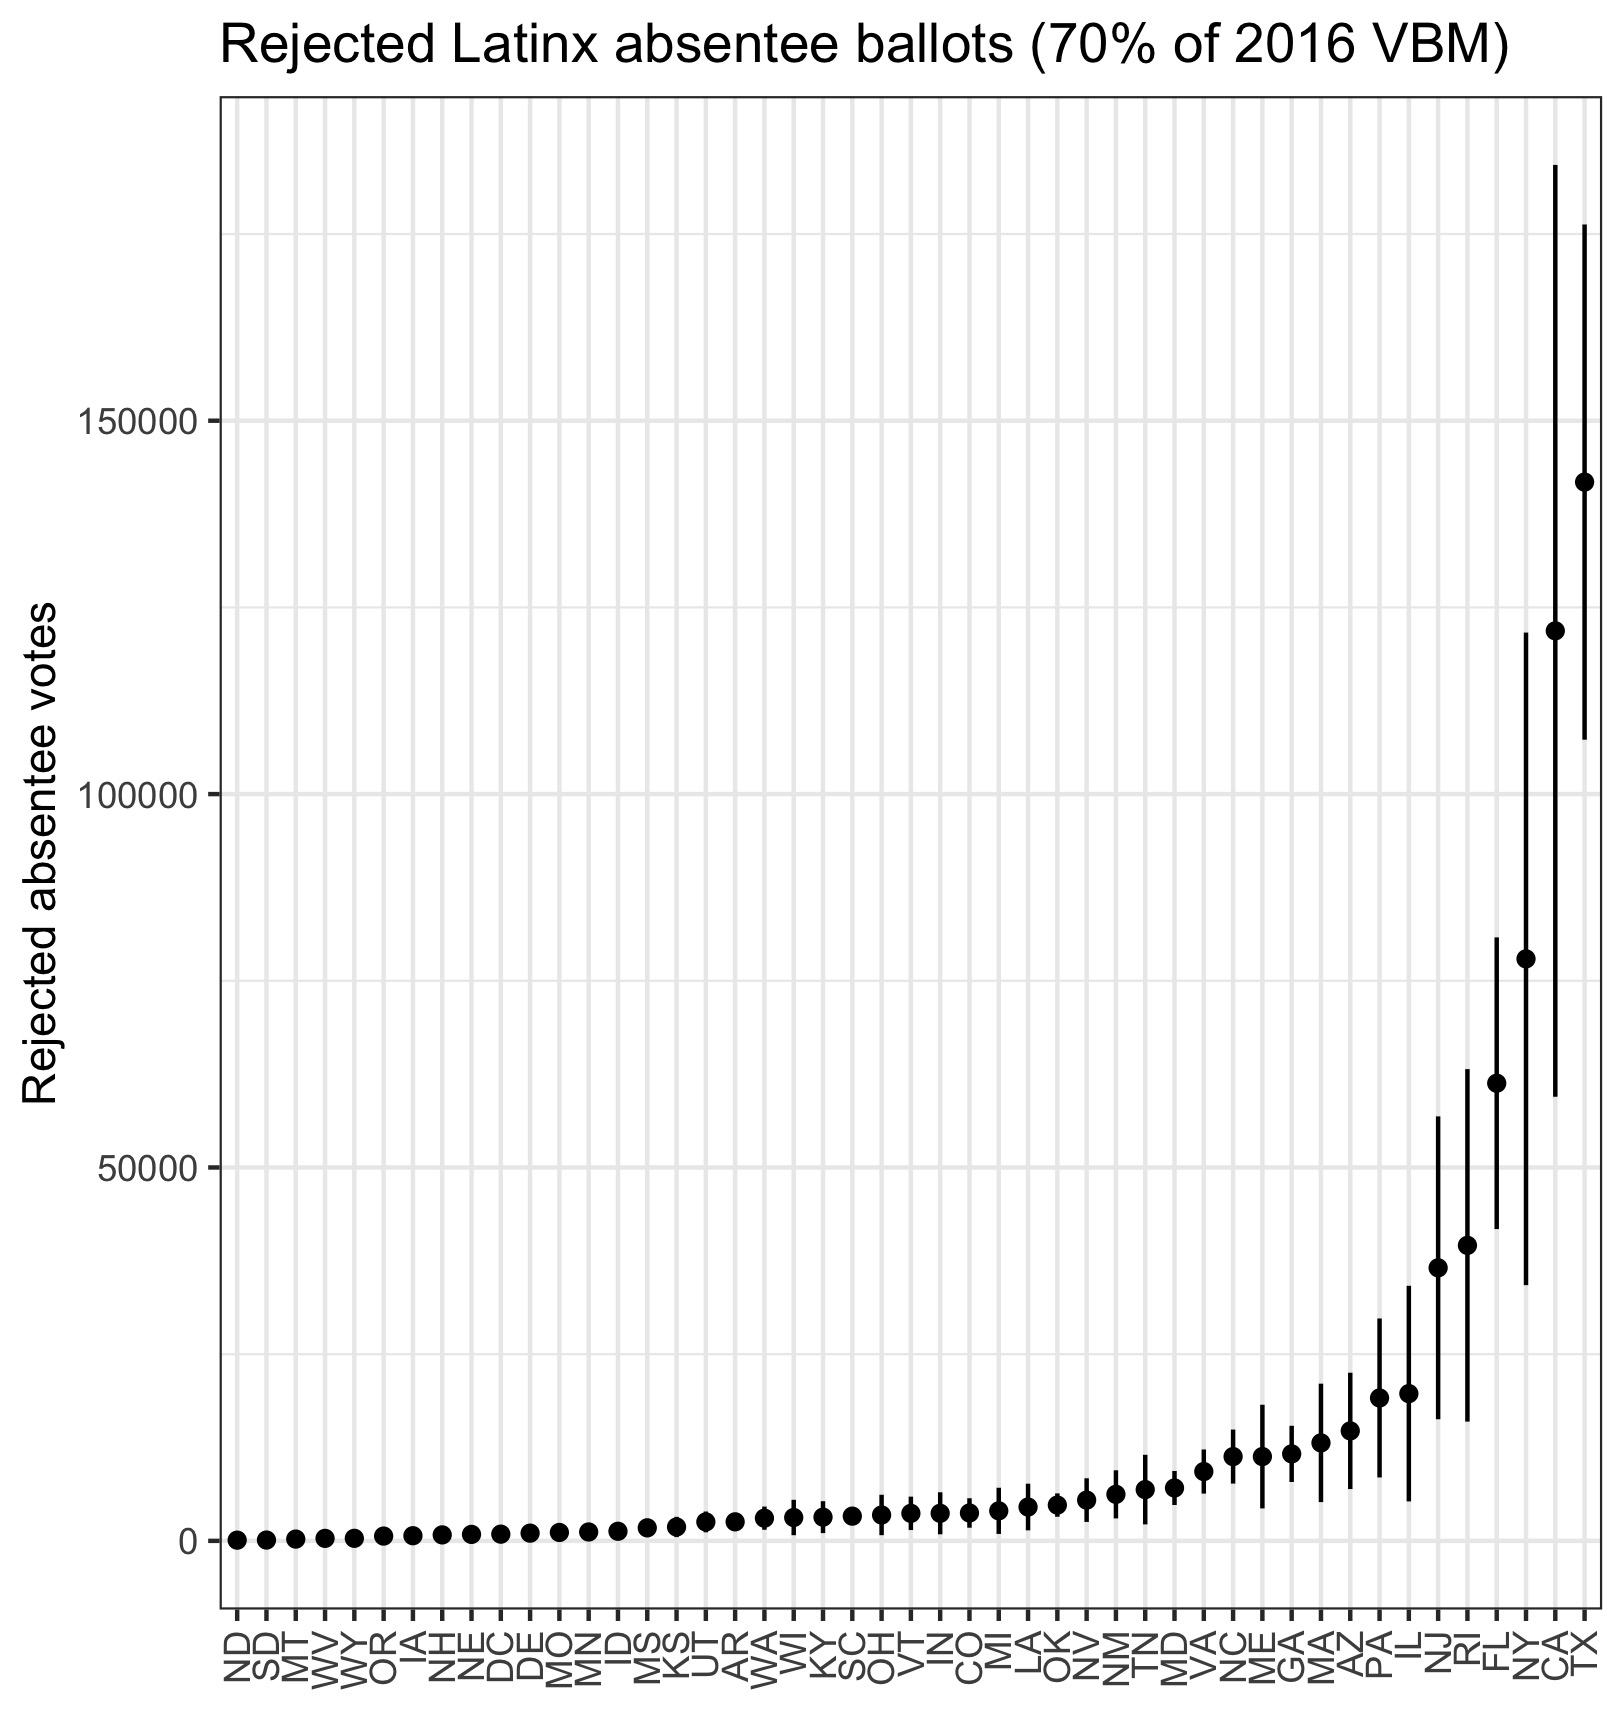 Rejected Latinx absentee ballots (70% of 2016 VBM)
Rejected absentee votes
150000
100000
50000
0
ND SD MT WV WY OR IA NH NE DC DE MO MN ID MS KS UT AR WA WI KY SC OH VT IN CO MI LA OK NV NM TN MD VA NC ME GA MA AZ PA IL NJ RI FL NY CA TX